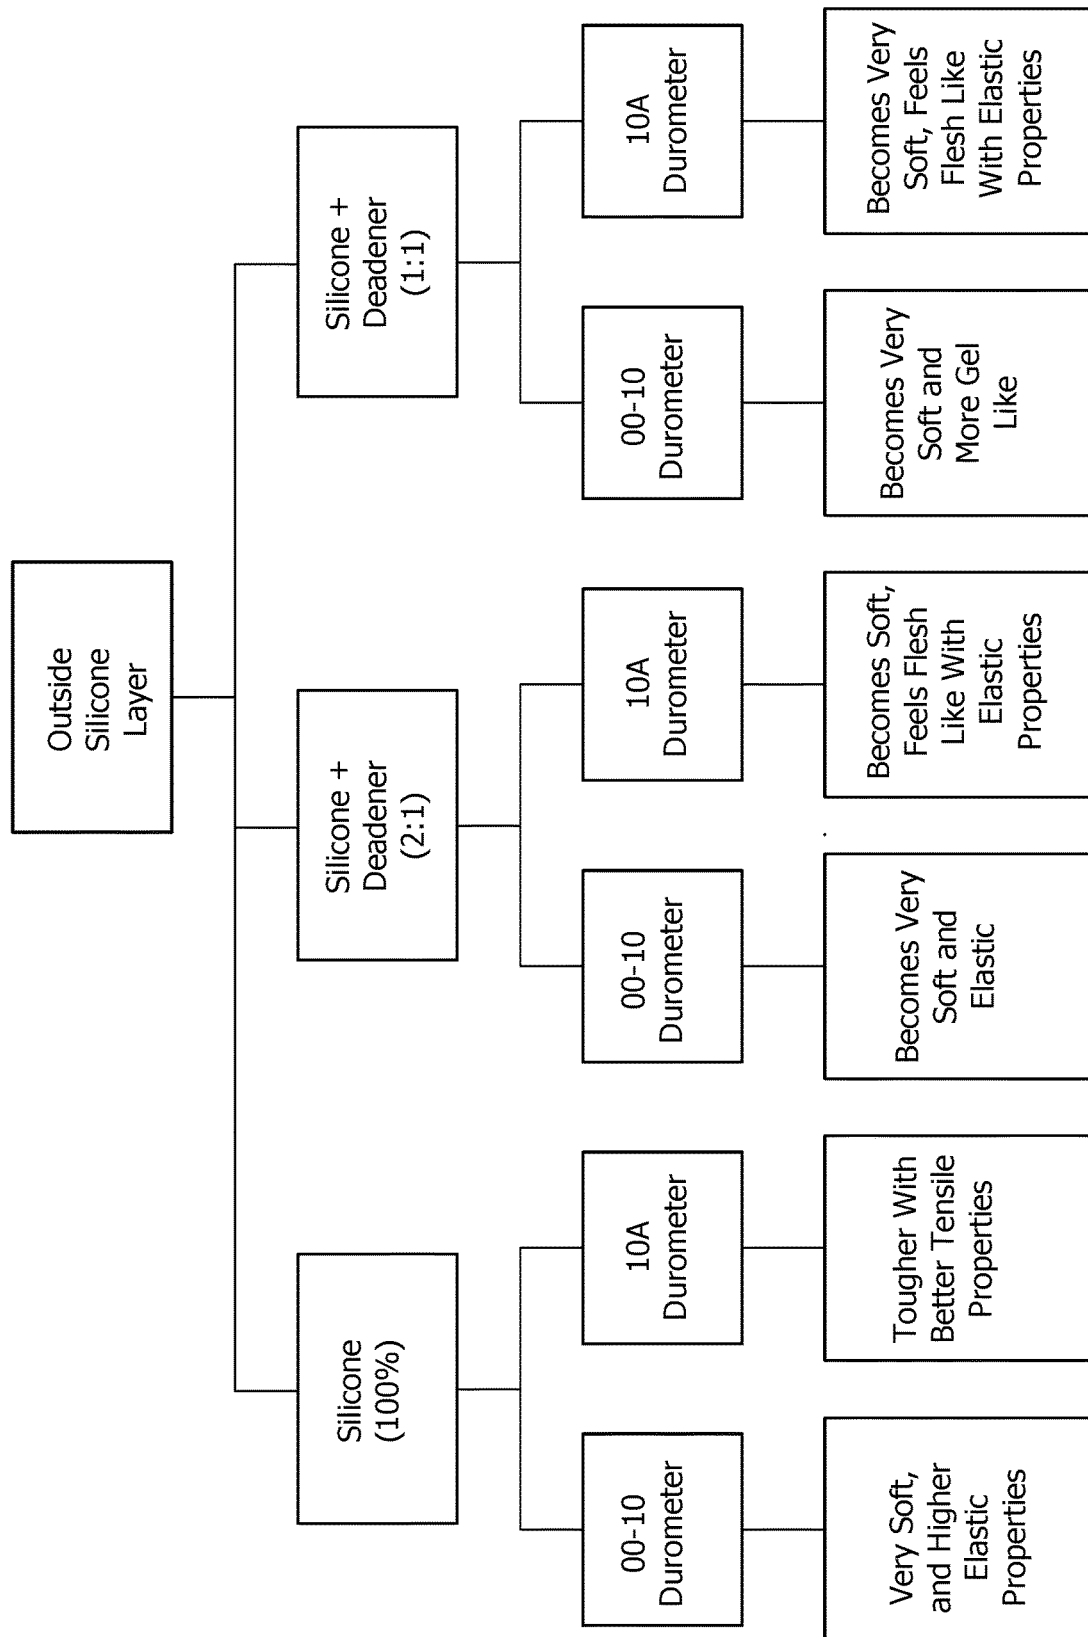 Outside
Silicone
Layer
Silicone
(100%)
Silicone +
Deadener
(2:1)
Silicone +
Deadener
(1:1)
00-10
Durometer
10A
Durometer
00-10
Durometer
10A
Durometer
00-10
Durometer
10A
Durometer
Very Soft,
and Higher
Elastic
Properties
Tougher With
Better Tensile
Properties
Becomes Very
Soft and
Elastic
Becomes Soft,
Feels Flesh
Like With
Elastic
Properties
Becomes Very
Soft and
More Gel
Like
Becomes Very
Soft, Feels
Flesh Like
With Elastic
Properties